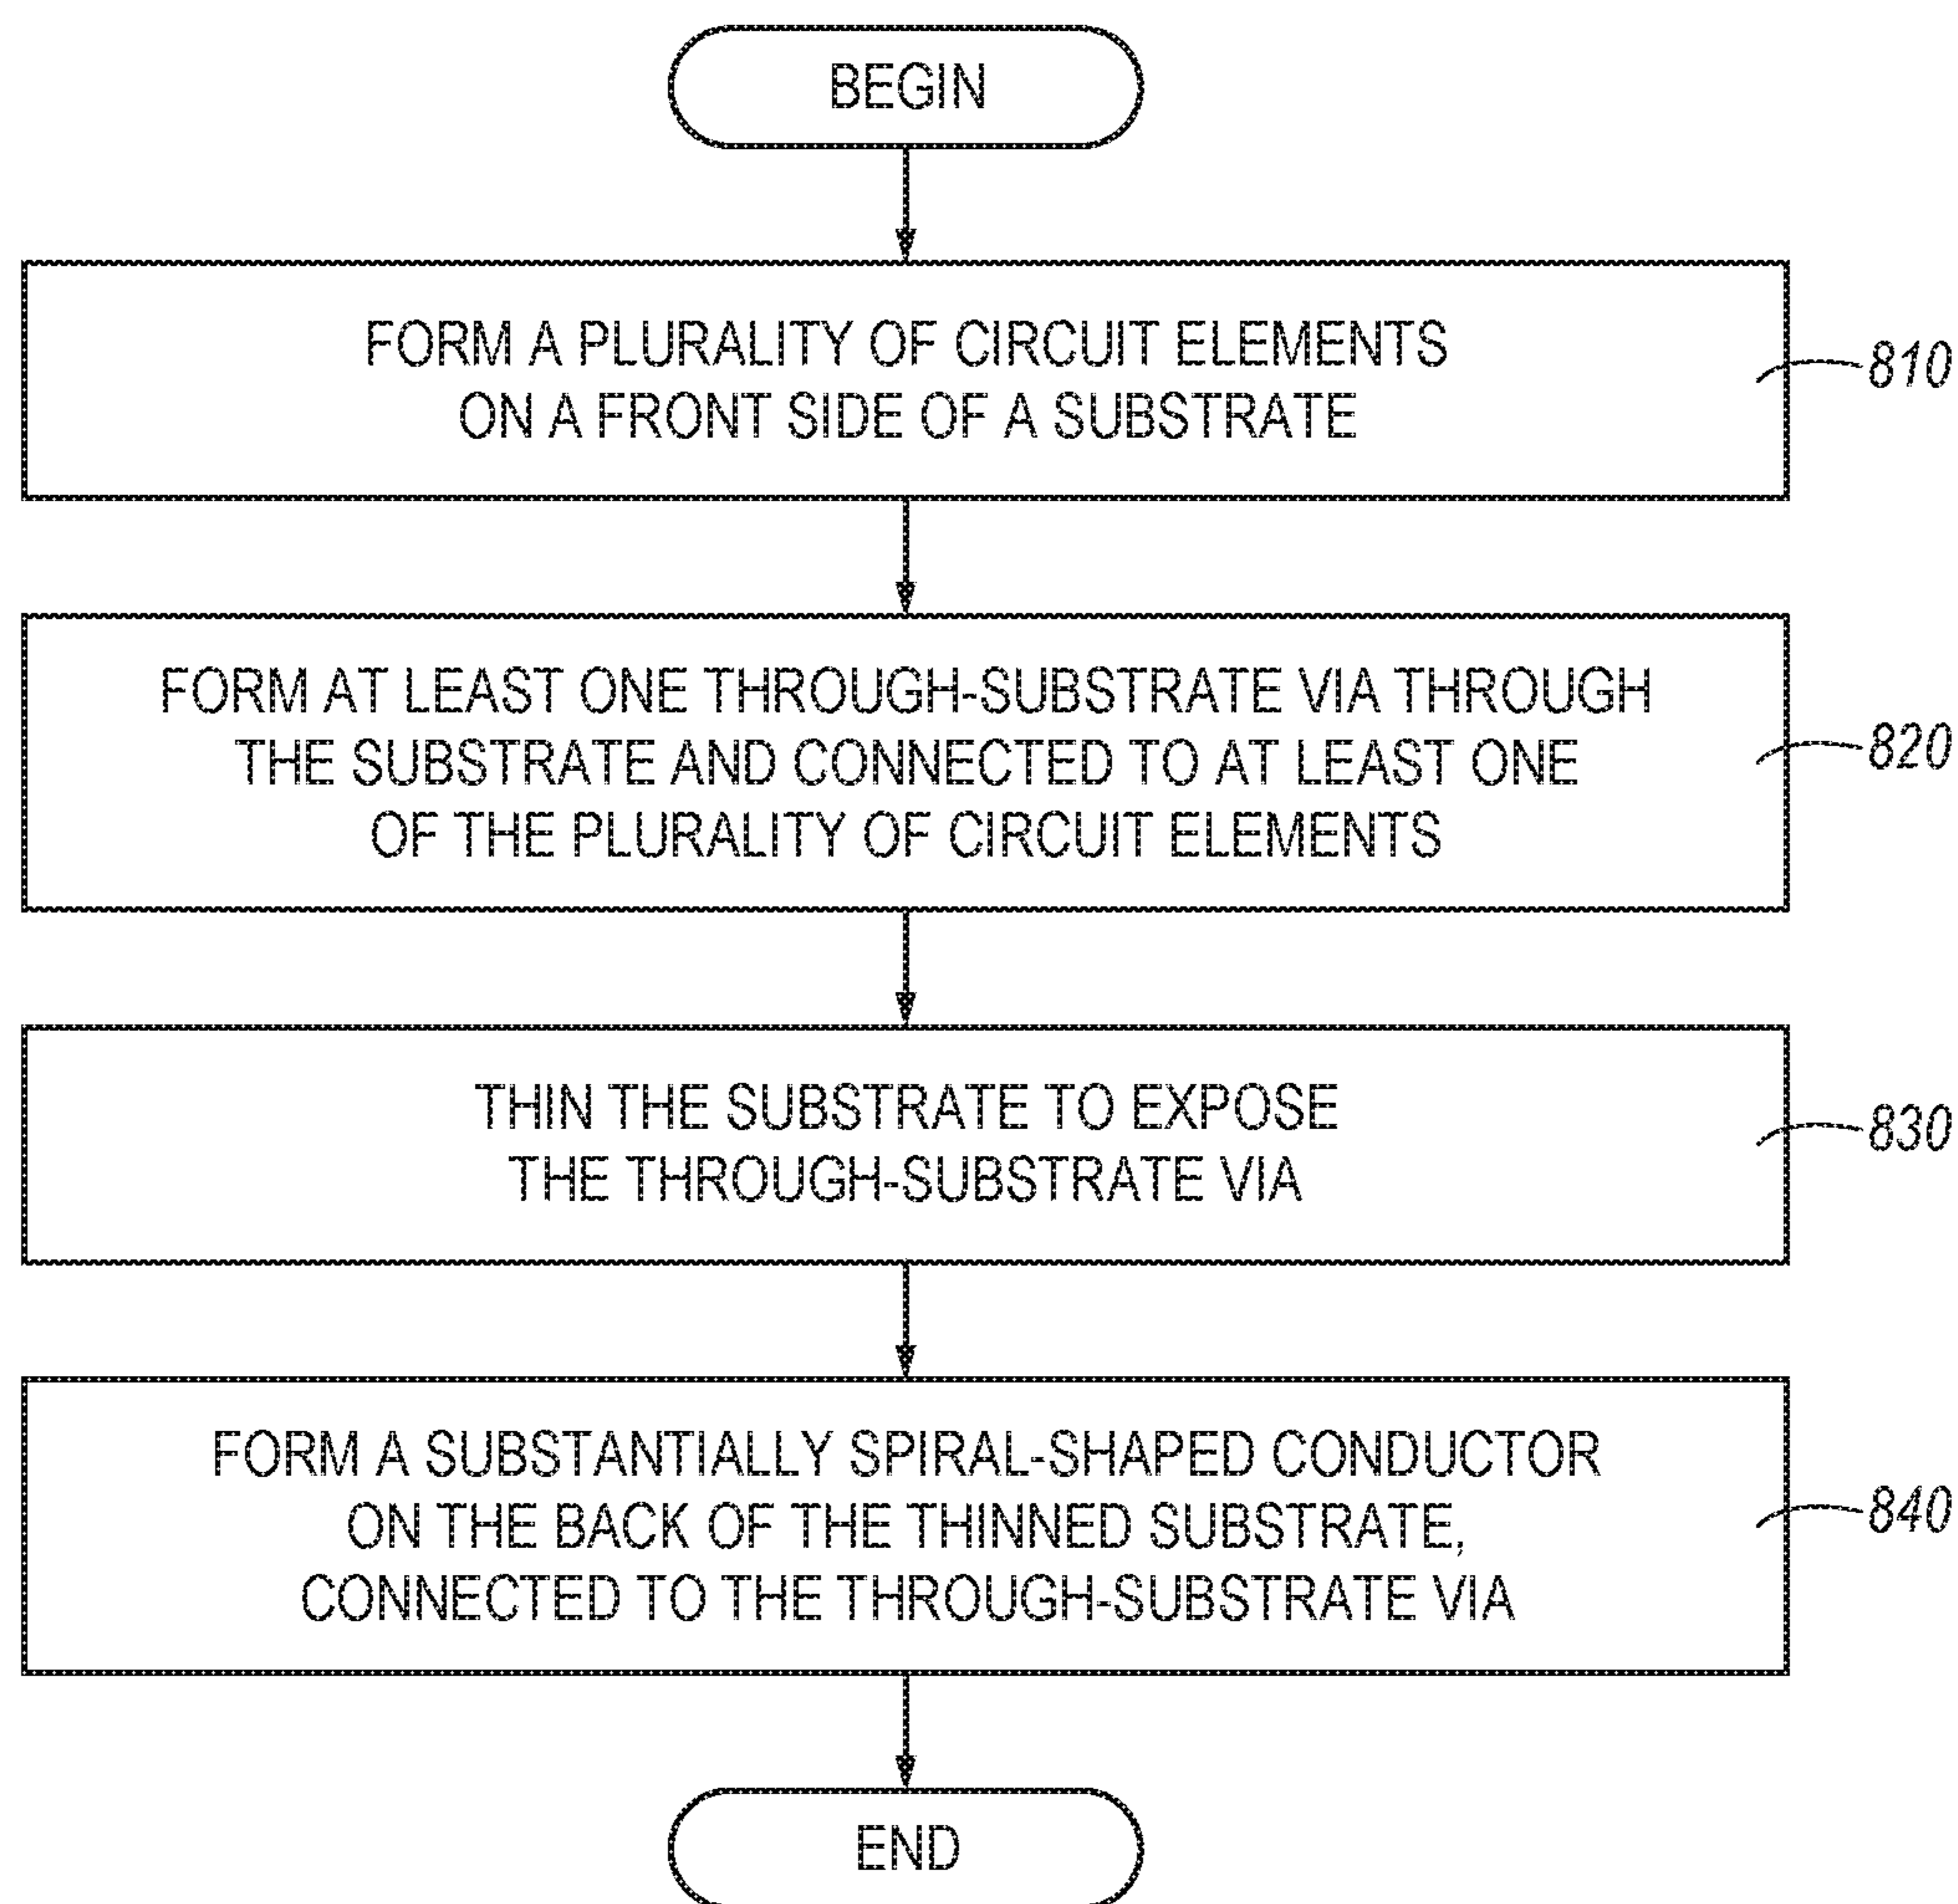 BEGIN
FORM A PLURALITY OF CIRCUIT ELEMENTS
ON A FRONT SIDE OF A SUBSTRATE
810
FORM AT LEAST ONE THROUGH-SUBSTRATE VIA THROUGH
THE SUBSTRATE AND CONNECTED TO AT LEAST ONE
OF THE PLURALITY OF CIRCUIT ELEMENTS
820
THIN THE SUBSTRATE TO EXPOSE
THE THROUGH-SUBSTRATE VIA
830
FORM A SUBSTANTIALLY SPIRAL-SHAPED CONDUCTOR
ON THE BACK OF THE THINNED SUBSTRATE,
CONNECTED TO THE THROUGH-SUBSTRATE VIA
840
END